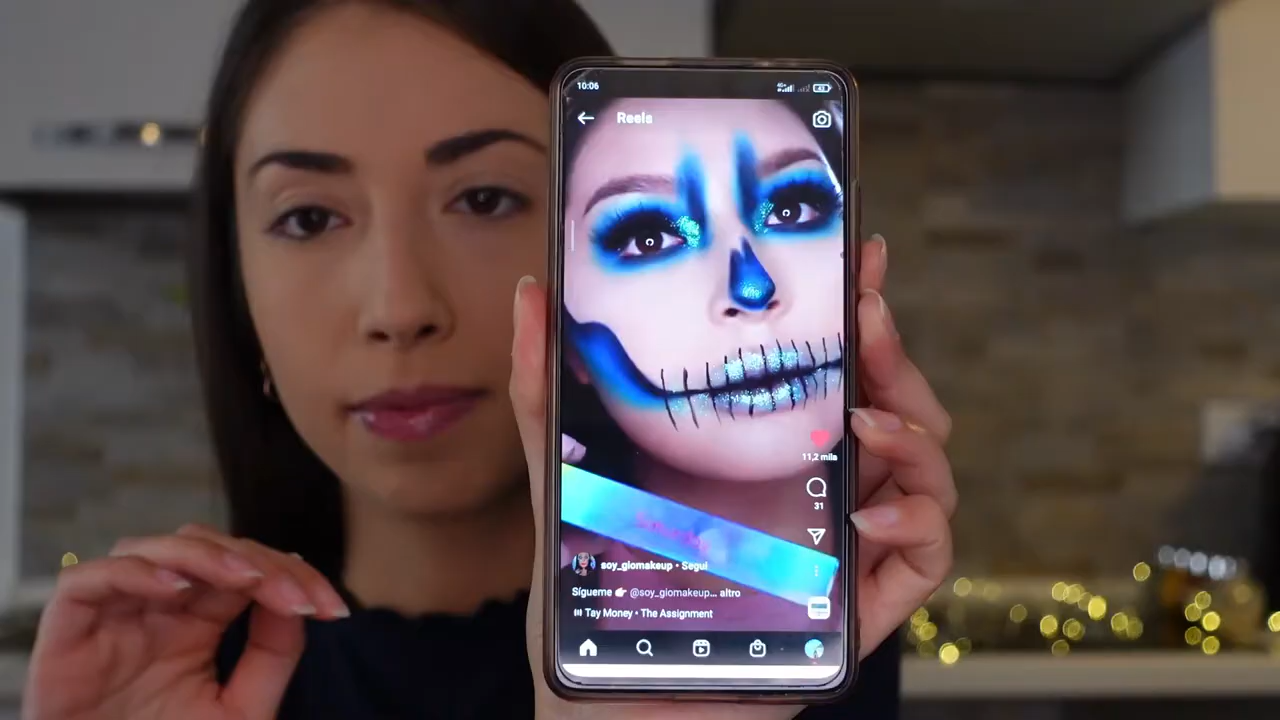 10:06
Reels
11,2 mila
31
soy_giomakeup • Segui
Sígueme @soy_giomakeup... altro
Tay Money • The Assignment